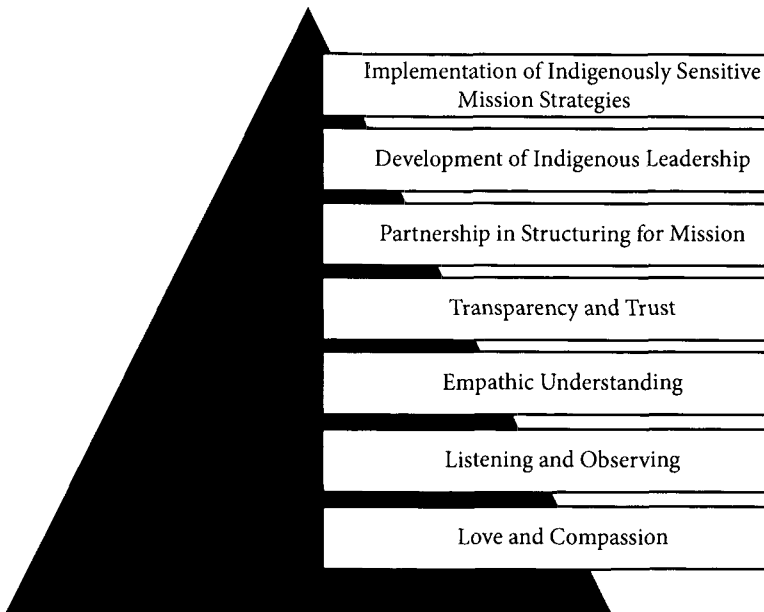 Implementation of Indigenously Sensitive
Mission Strategies
Development of Indigenous Leadership
Partnership in Structuring for Mission
Transparency and Trust
Empathic Understanding
Listening and Observing
Love and Compassion